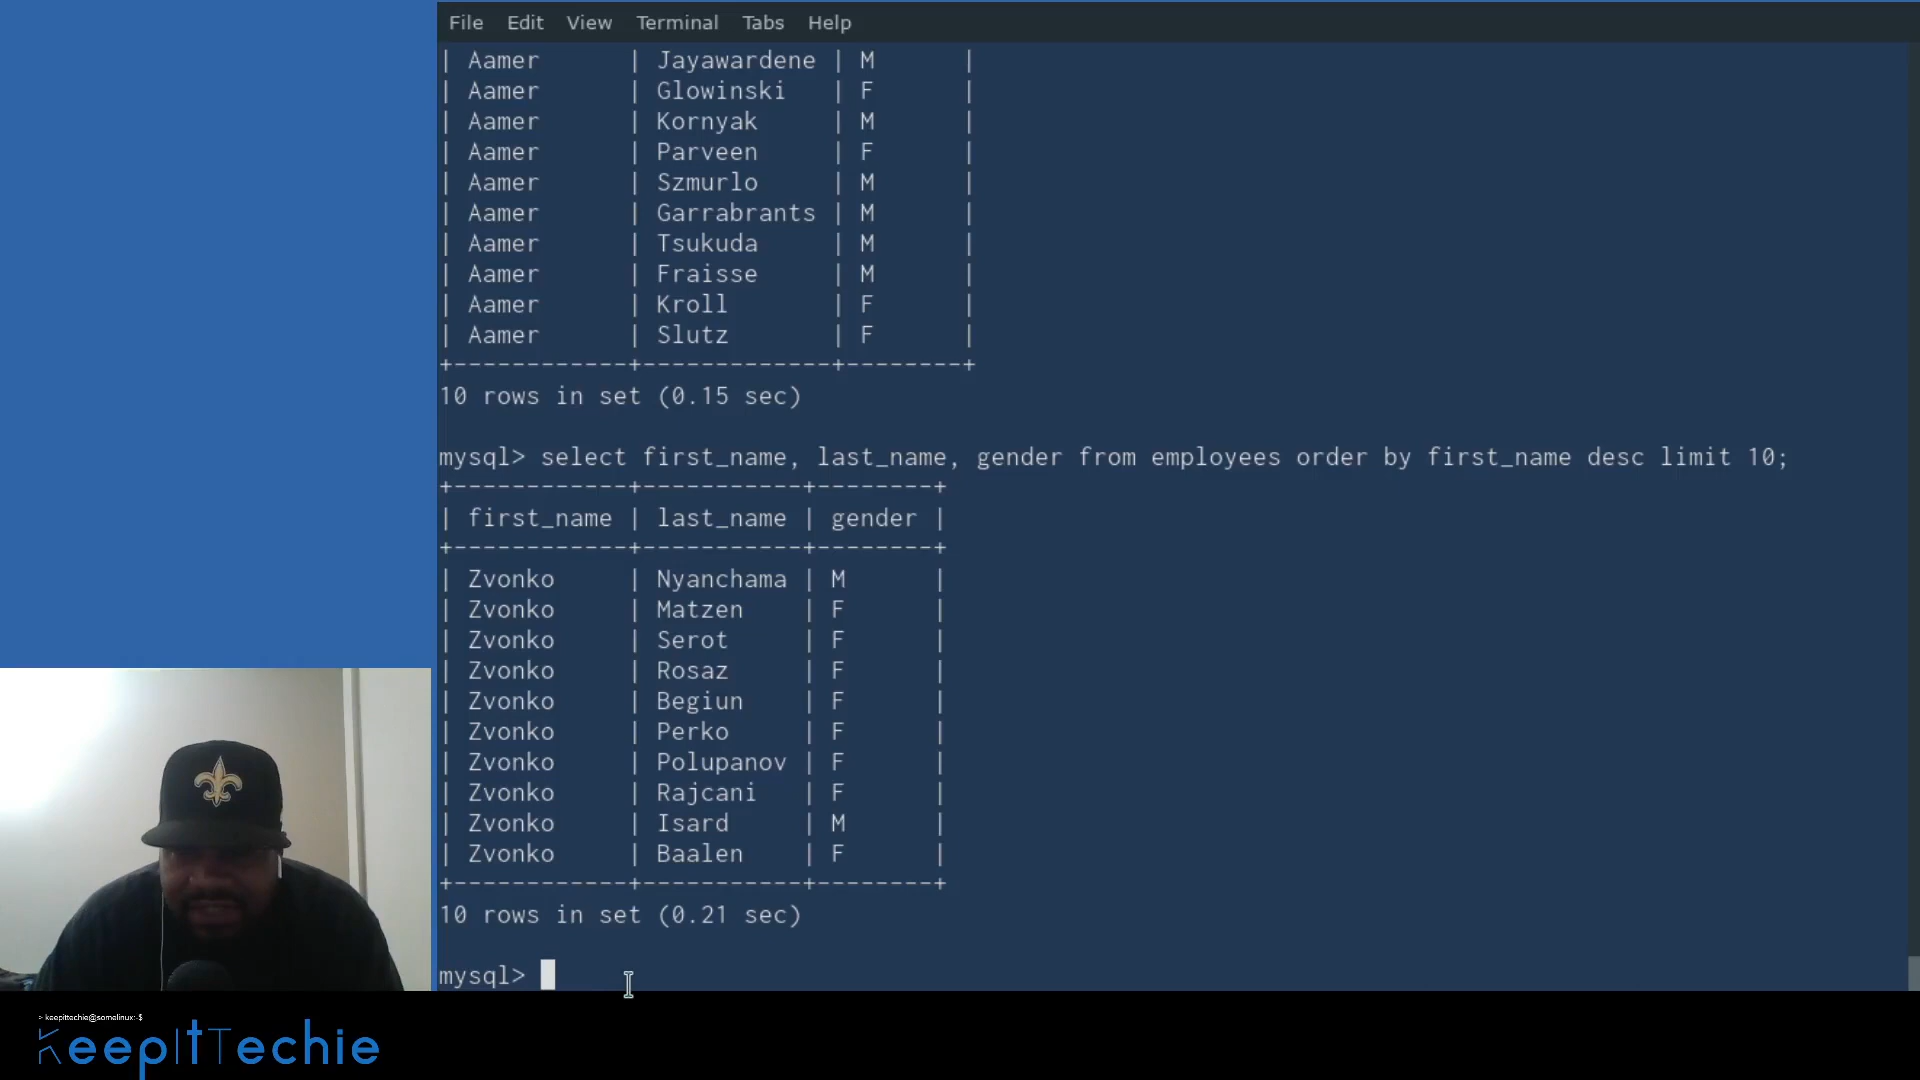 File Edit View Terminal Tabs Help
| Aamer | Jayawardene | M |
| Aamer | Glowinski | F |
| Aamer | Kornyak | M |
| Aamer | Parveen | F |
| Aamer | Szmurlo | M |
| Aamer | Garrabrants | M |
| Aamer | Tsukuda | M |
| Aamer | Fraisse | M |
| Aamer | Kroll | F |
| Aamer | Slutz | F |
+------------+-------------+--------+
10 rows in set (0.15 sec)
mysql> select first_name, last_name, gender from employees order by first_name desc limit 10;
+------------+-----------+--------+
| first_name | last_name | gender |
+------------+-----------+--------+
| Zvonko | Nyanchama | M |
| Zvonko | Matzen | F |
| Zvonko | Serot | F |
| Zvonko | Rosaz | F |
| Zvonko | Begiun | F |
| Zvonko | Perko | F |
| Zvonko | Polupanov | F |
| Zvonko | Rajcani | F |
| Zvonko | Isard | M |
| Zvonko | Baalen | F |
+------------+-----------+--------+
10 rows in set (0.21 sec)
mysql>
> keepittechie@somelinux:~$
KeepItTechie